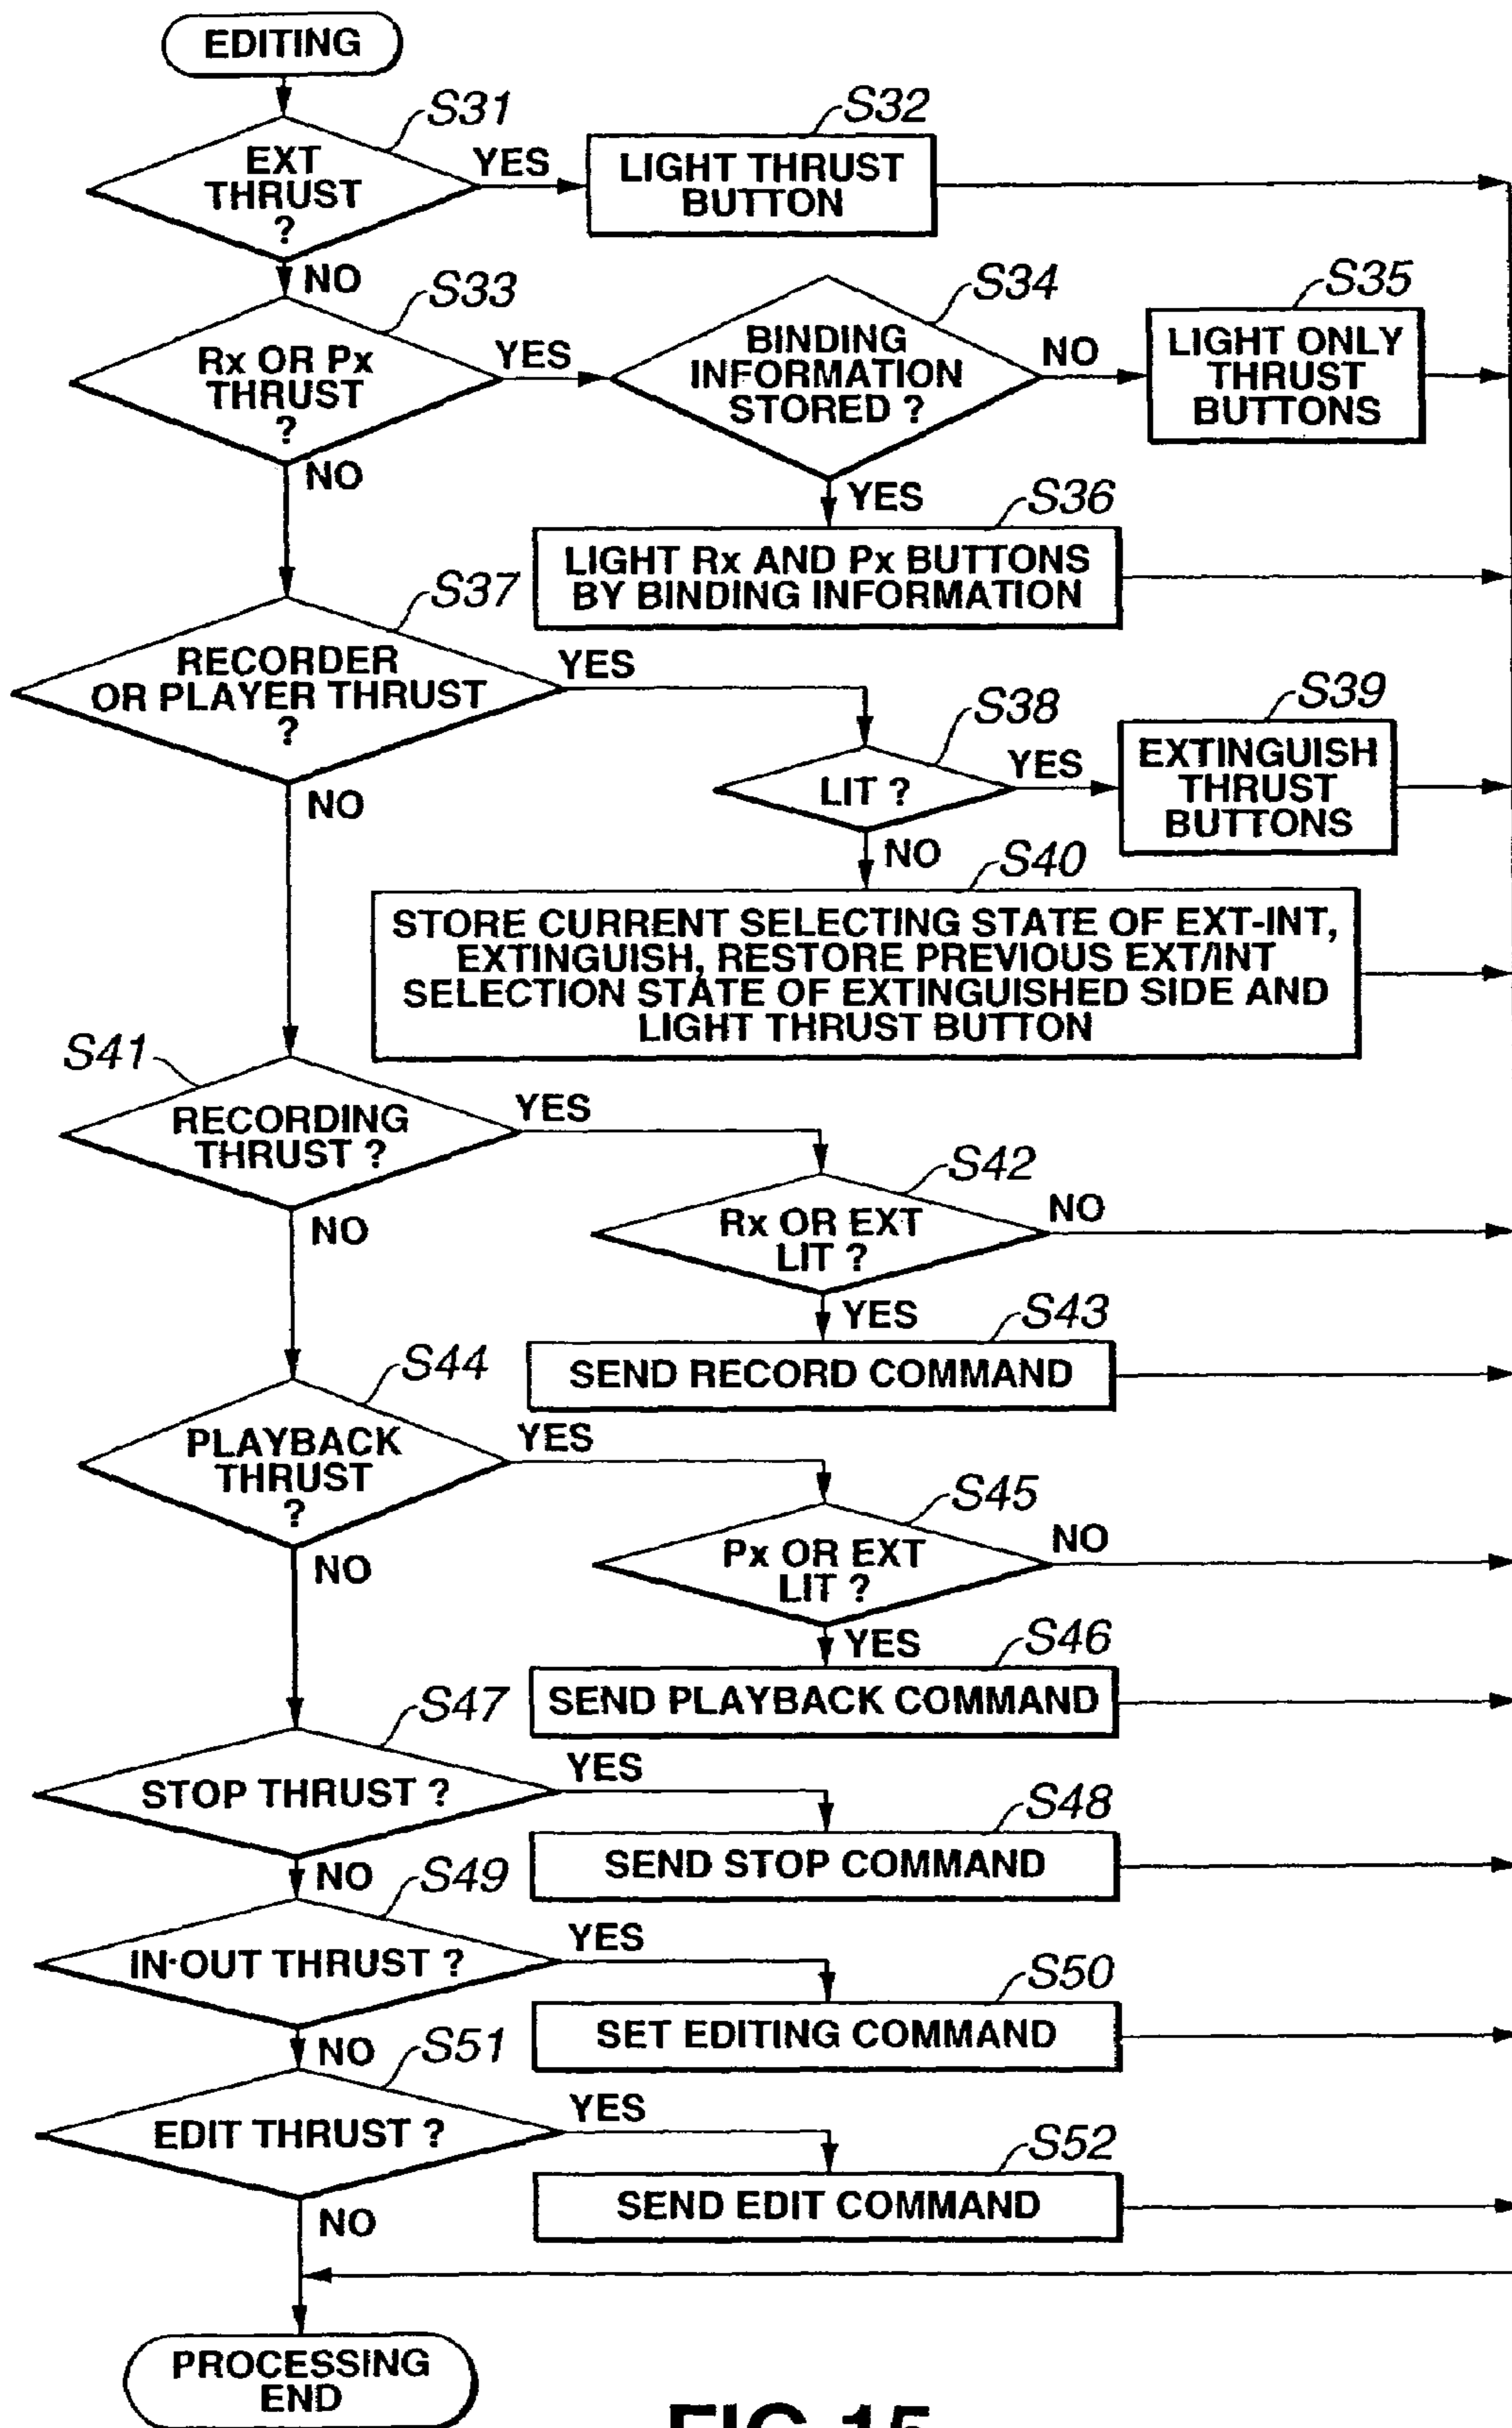 EDITING
S31
EXT
THRUST
?
YES
S32
LIGHT THRUST
BUTTON
NO
S33
Rx OR Px
THRUST
?
YES
S34
BINDING
INFORMATION
STORED ?
NO
S35
LIGHT ONLY
THRUST
BUTTONS
NO
YES
S36
LIGHT Rx AND Px BUTTONS
BY BINDING INFORMATION
S37
RECORDER
OR PLAYER THRUST
?
YES
S38
LIT ?
YES
S39
EXTINGUISH
THRUST
BUTTONS
NO
NO
S40
STORE CURRENT SELECTING STATE OF EXT-INT,
EXTINGUISH, RESTORE PREVIOUS EXT/INT
SELECTION STATE OF EXTINGUISHED SIDE AND
LIGHT THRUST BUTTON
S41
RECORDING
THRUST ?
YES
S42
Rx OR EXT
LIT ?
NO
NO
YES
S43
SEND RECORD COMMAND
S44
PLAYBACK
THRUST
?
YES
S45
Px OR EXT
LIT ?
NO
NO
YES
S46
SEND PLAYBACK COMMAND
S47
STOP THRUST ?
YES
S48
SEND STOP COMMAND
NO
S49
IN·OUT THRUST ?
YES
S50
SET EDITING COMMAND
NO
S51
EDIT THRUST ?
YES
S52
SEND EDIT COMMAND
NO
PROCESSING
END
FIG.15